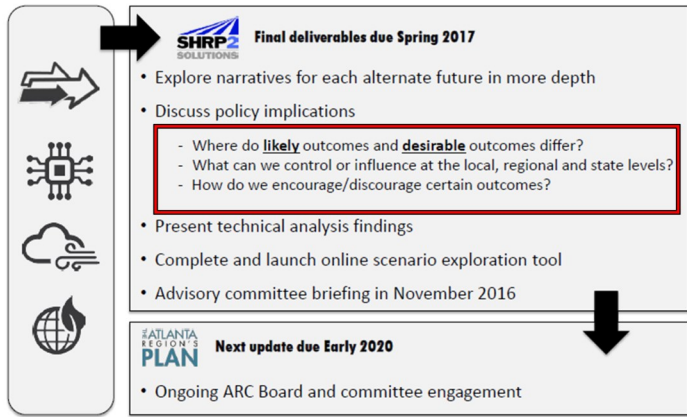 SHRP2
SOLUTIONS
Final deliverables due Spring 2017
• Explore narratives for each alternate future in more depth
• Discuss policy implications
- Where do likely outcomes and desirable outcomes differ?
- What can we control or influence at the local, regional and state levels?
- How do we encourage/discourage certain outcomes?
• Present technical analysis findings
• Complete and launch online scenario exploration tool
• Advisory committee briefing in November 2016
ATLANTA
REGION'S
PLAN
Next update due Early 2020
• Ongoing ARC Board and committee engagement